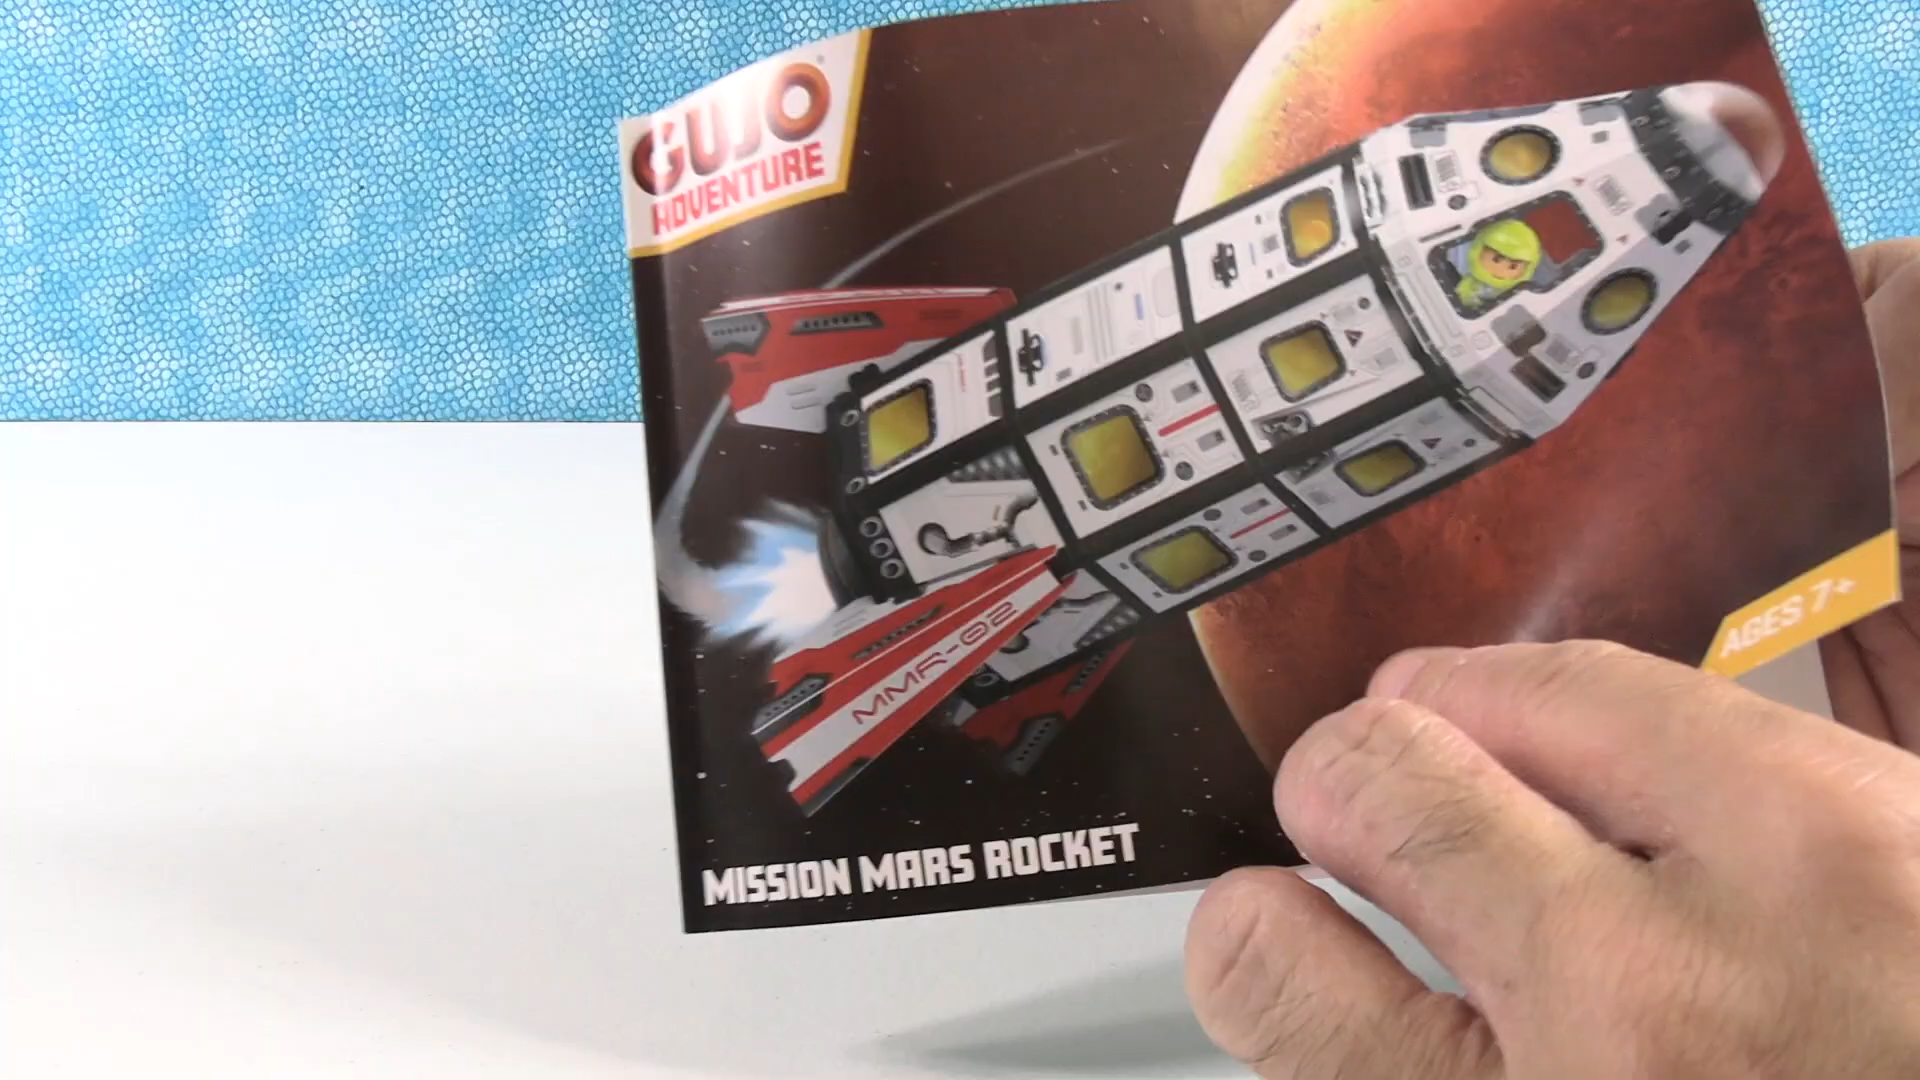 GUJO
ADVENTURE
MMR-02
AGES 7+
MISSION MARS ROCKET